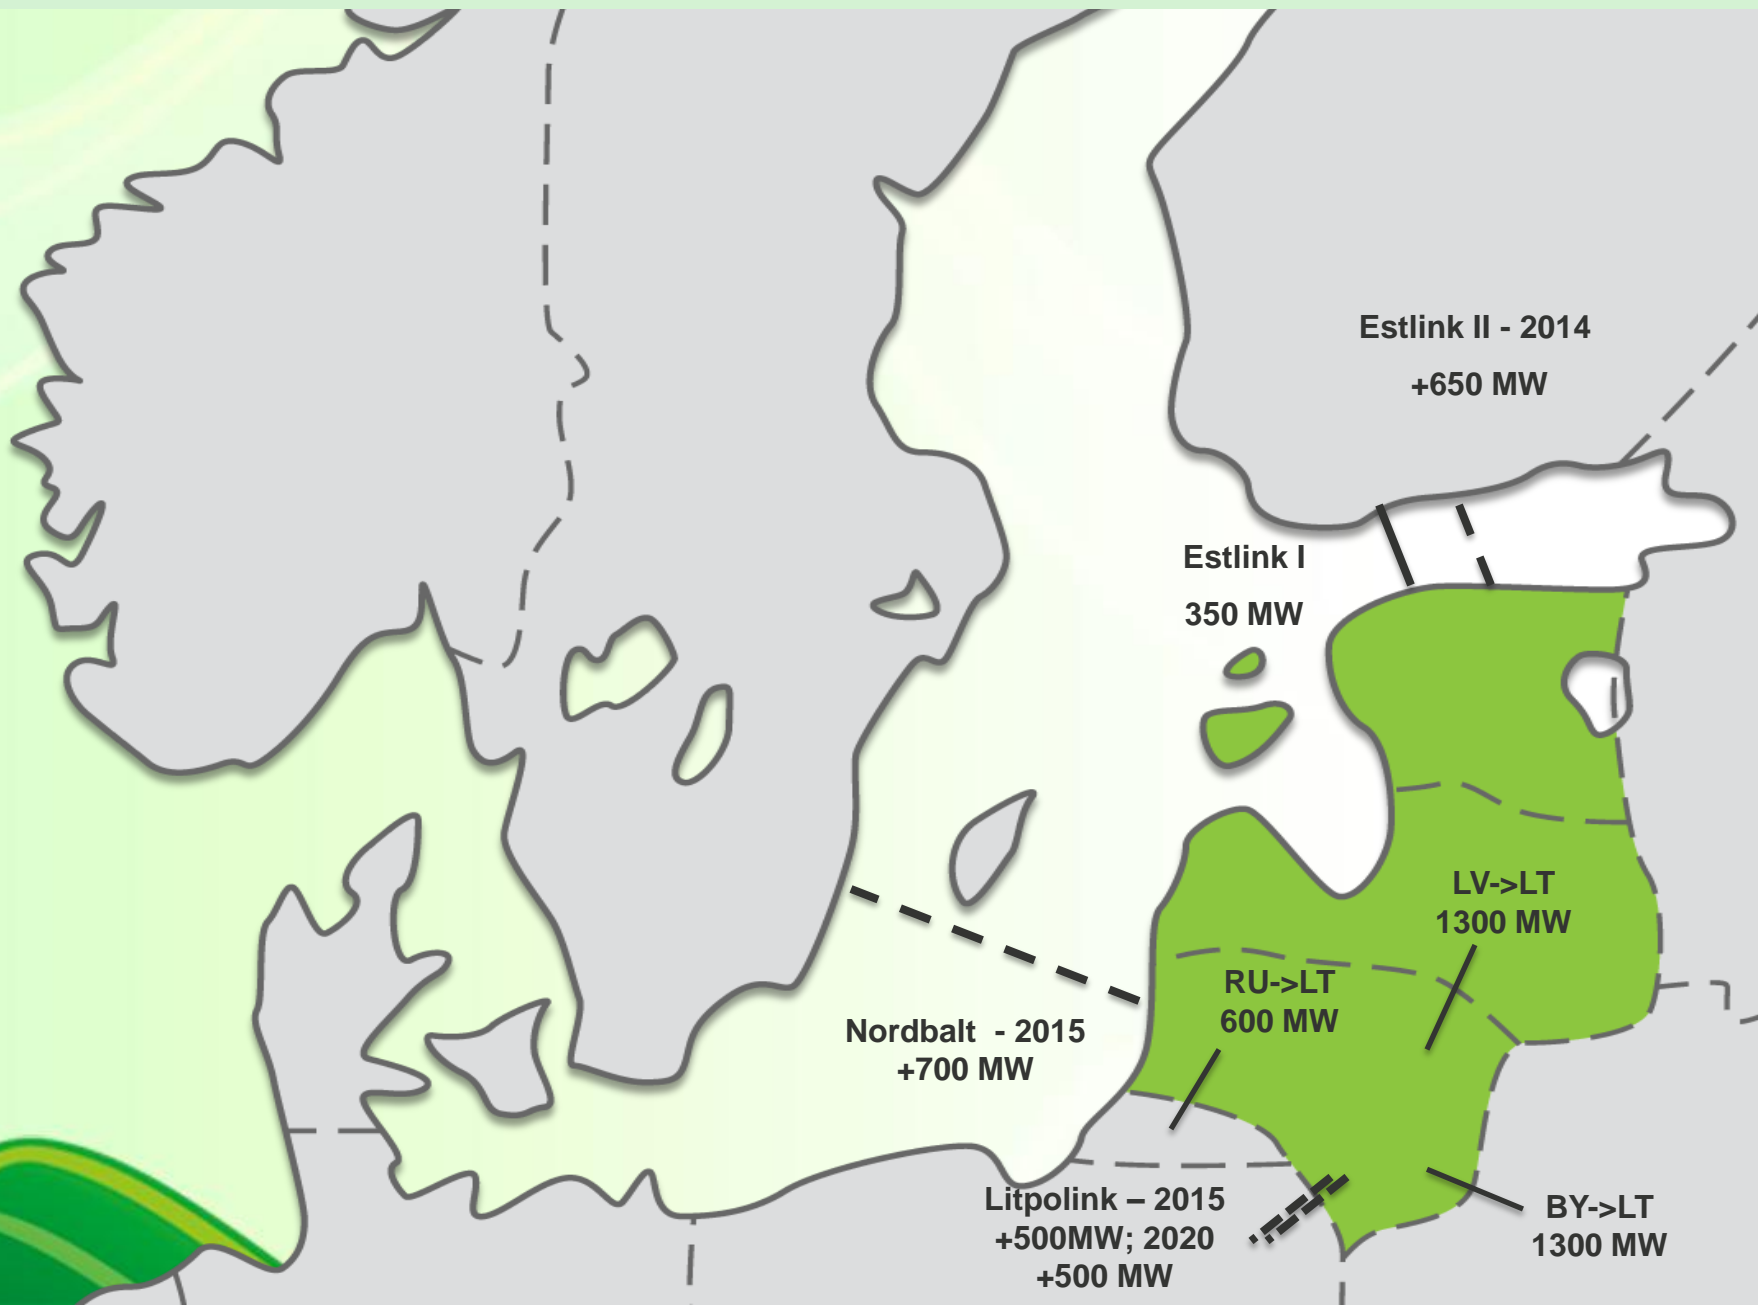 Estlink II - 2014
+650 MW
Estlink I
350 MW
LV->LT
1300 MW
RU->LT
600 MW
Nordbalt - 2015
+700 MW
Litpolink – 2015
+500MW; 2020
+500 MW
BY->LT
1300 MW